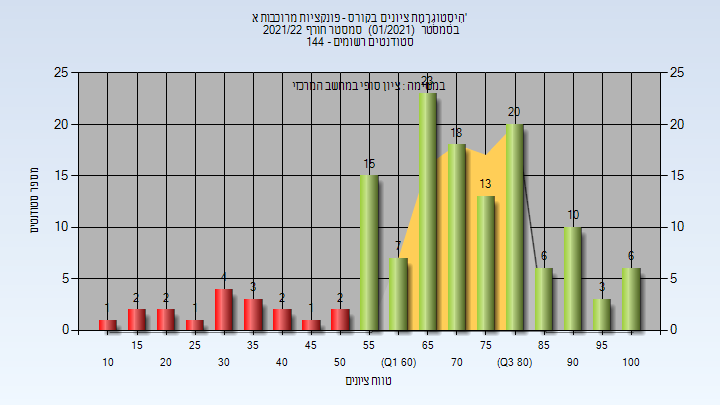 היסטוגרמת ציונים בקורס - פונקציות מרוכבות א'
בסמסטר (01/2021) סמסטר חורף 2021/22
סטודנטים רשומים - 144
במשימה : ציון סופי במחשב המרכזי
מספר סטודנטים
25
20
15
10
5
0
25
20
15
10
5
0
1 2 2 1 4 3 2 1 2 15 7 23 18 13 20 6 10 3 6
15 25 35 45 55 65 75 85 95
10 20 30 40 50 (Q1 60) 70 (Q3 80) 90 100
טווח ציונים